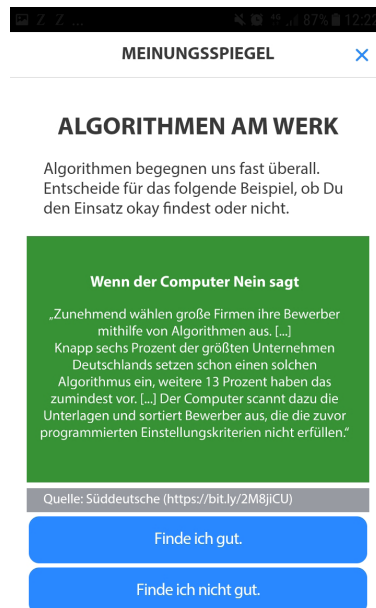 Z Z ... 87% 12:22
MEINUNGSSPIEGEL ×
ALGORITHMEN AM WERK
Algorithmen begegnen uns fast überall.
Entscheide für das folgende Beispiel, ob Du
den Einsatz okay findest oder nicht.
Wenn der Computer Nein sagt
„Zunehmend wählen große Firmen ihre Bewerber
mithilfe von Algorithmen aus. [...]
Knapp sechs Prozent der größten Unternehmen
Deutschlands setzen schon einen solchen
Algorithmus ein, weitere 13 Prozent haben das
zumindest vor. [...] Der Computer scannt dazu die
Unterlagen und sortiert Bewerber aus, die die zuvor
programmierten Einstellungskriterien nicht erfüllen.“
Quelle: Süddeutsche (https://bit.ly/2M8jiCU)
Finde ich gut.
Finde ich nicht gut.